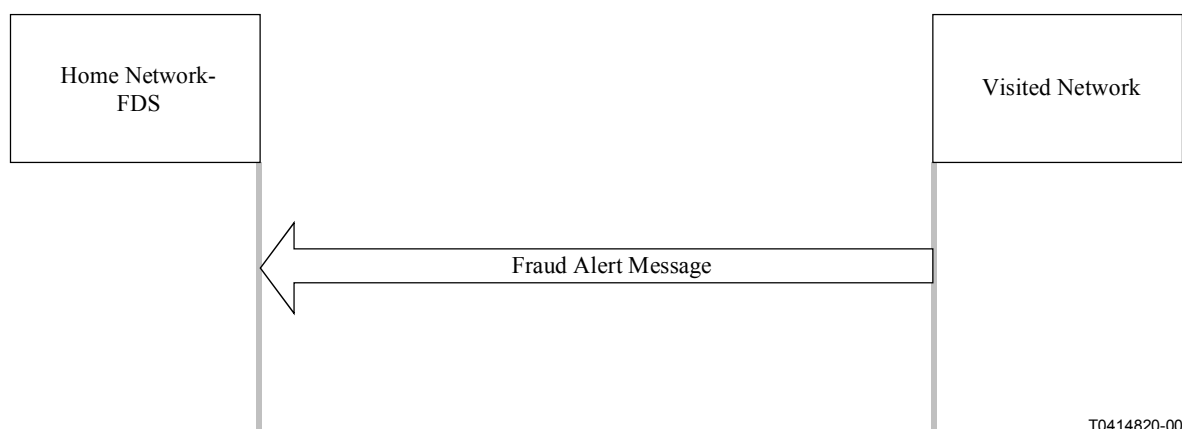 Home Network-
FDS
Visited Network
Fraud Alert Message
T0414820-00